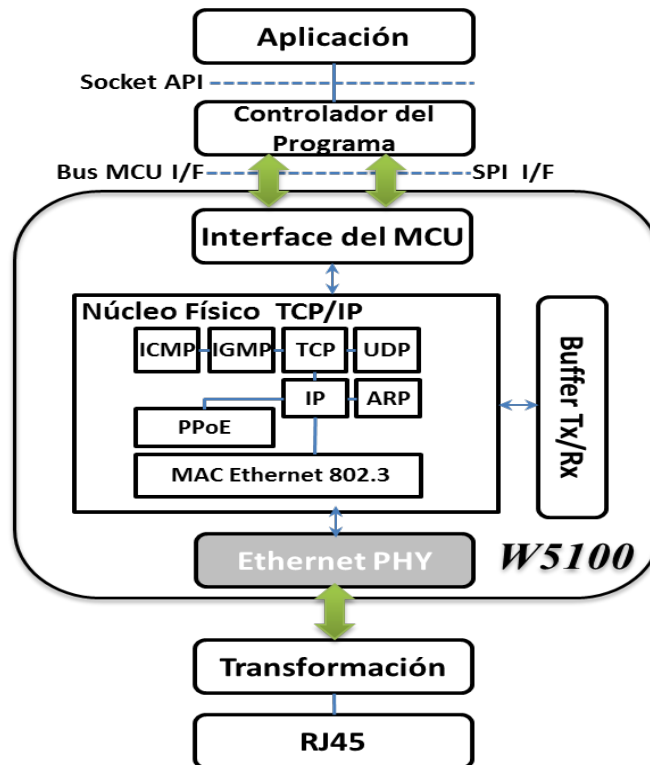 Aplicación
Socket API
Controlador del
Programa
Bus MCU I/F
SPI I/F
Interface del MCU
Núcleo Físico TCP/IP
ICMP
IGMP
TCP
UDP
IP
ARP
PPoE
MAC Ethernet 802.3
Buffer Tx/Rx
Ethernet PHY
W5100
Transformación
RJ45